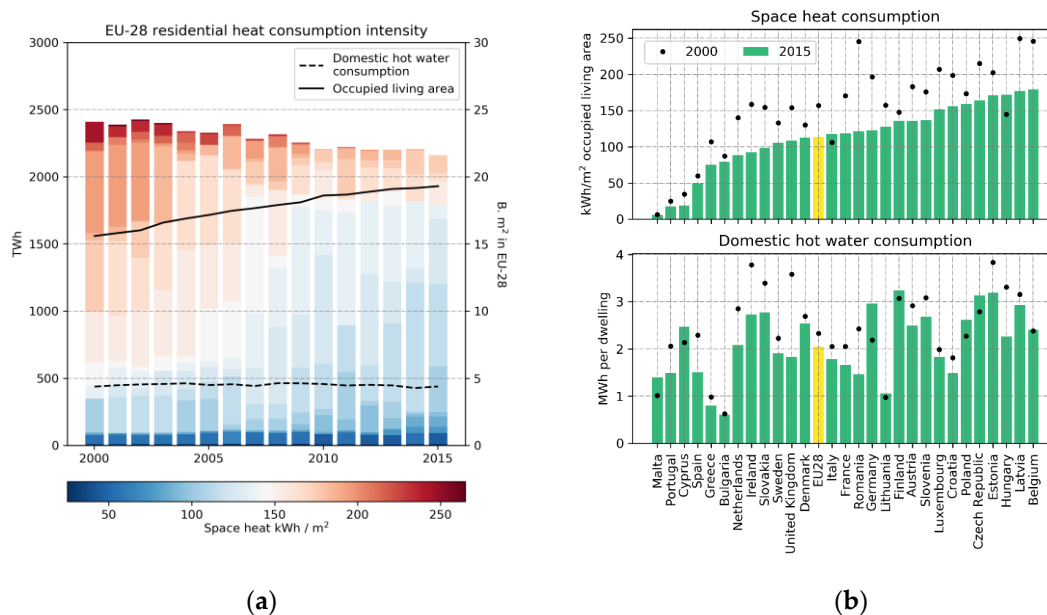 EU-28 residential heat consumption intensity
3000
2500
2000
1500
1000
500
0
TWh
30
25
20
15
10
5
0
B. m² in EU-28
Domestic hot water
consumption
Occupied living area
2000
2005
2010
2015
50
100
150
200
250
Space heat kWh / m²
(a)
Space heat consumption
250
200
150
100
50
0
kWh/m² occupied living area
2000
2015
Domestic hot water consumption
4
3
2
1
0
MWh per dwelling
Malta
Portugal
Cyprus
Spain
Greece
Bulgaria
Netherlands
Ireland
Slovakia
Sweden
United Kingdom
Denmark
EU28
Italy
France
Romania
Germany
Lithuania
Finland
Austria
Slovenia
Luxembourg
Croatia
Poland
Czech Republic
Estonia
Hungary
Latvia
Belgium
(b)